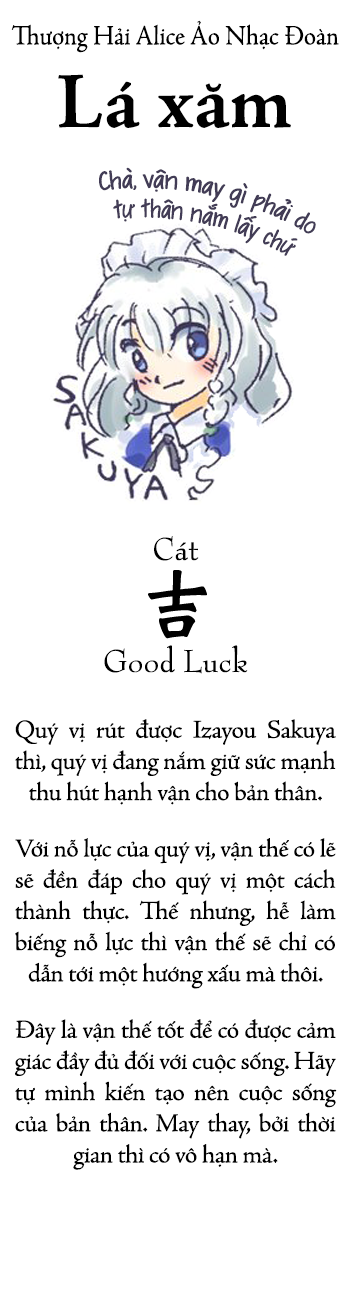 Thượng Hải Alice Ảo Nhạc Đoàn
Lá xăm
Chà, vận may gì phải do
tự thân nắm lấy chứ
SAKUYA
Cát
吉
Good Luck
Quý vị rút được Izayou Sakuya
thì, quý vị đang nắm giữ sức mạnh
thu hút hạnh vận cho bản thân.
Với nỗ lực của quý vị, vận thế có lẽ
sẽ đền đáp cho quý vị một cách
thành thực. Thế nhưng, hễ làm
biếng nỗ lực thì vận thế sẽ chỉ có
dẫn tới một hướng xấu mà thôi.
Đây là vận thế tốt để có được cảm
giác đầy đủ đối với cuộc sống. Hãy
tự mình kiến tạo nên cuộc sống
của bản thân. May thay, bởi thời
gian thì có vô hạn mà.